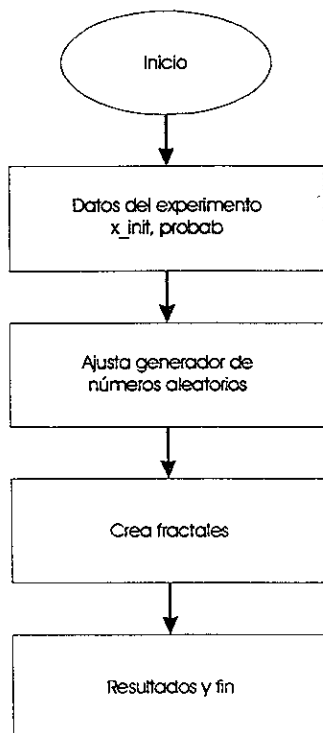 Inicio
Datos del experimento
x_init, probab
Ajusta generador de
números aleatorios
Crea fractales
Resultados y fin